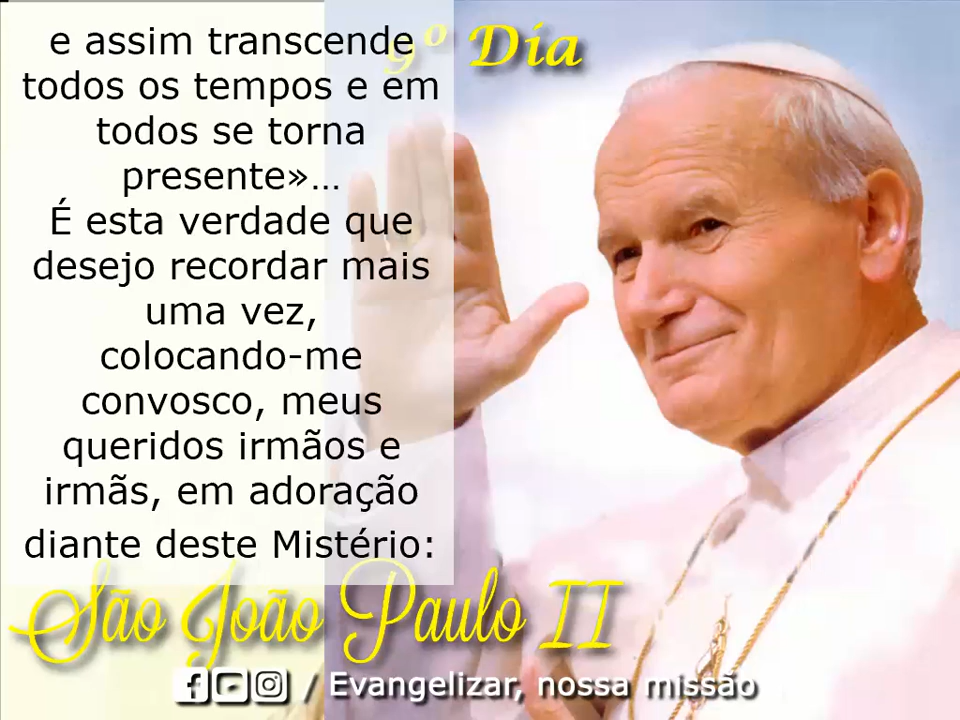 9º Dia
e assim transcende
todos os tempos e em
todos se torna
presente»...
É esta verdade que
desejo recordar mais
uma vez,
colocando-me
convosco, meus
queridos irmãos e
irmãs, em adoração
diante deste Mistério:
São João Paulo II
/ Evangelizar, nossa missão